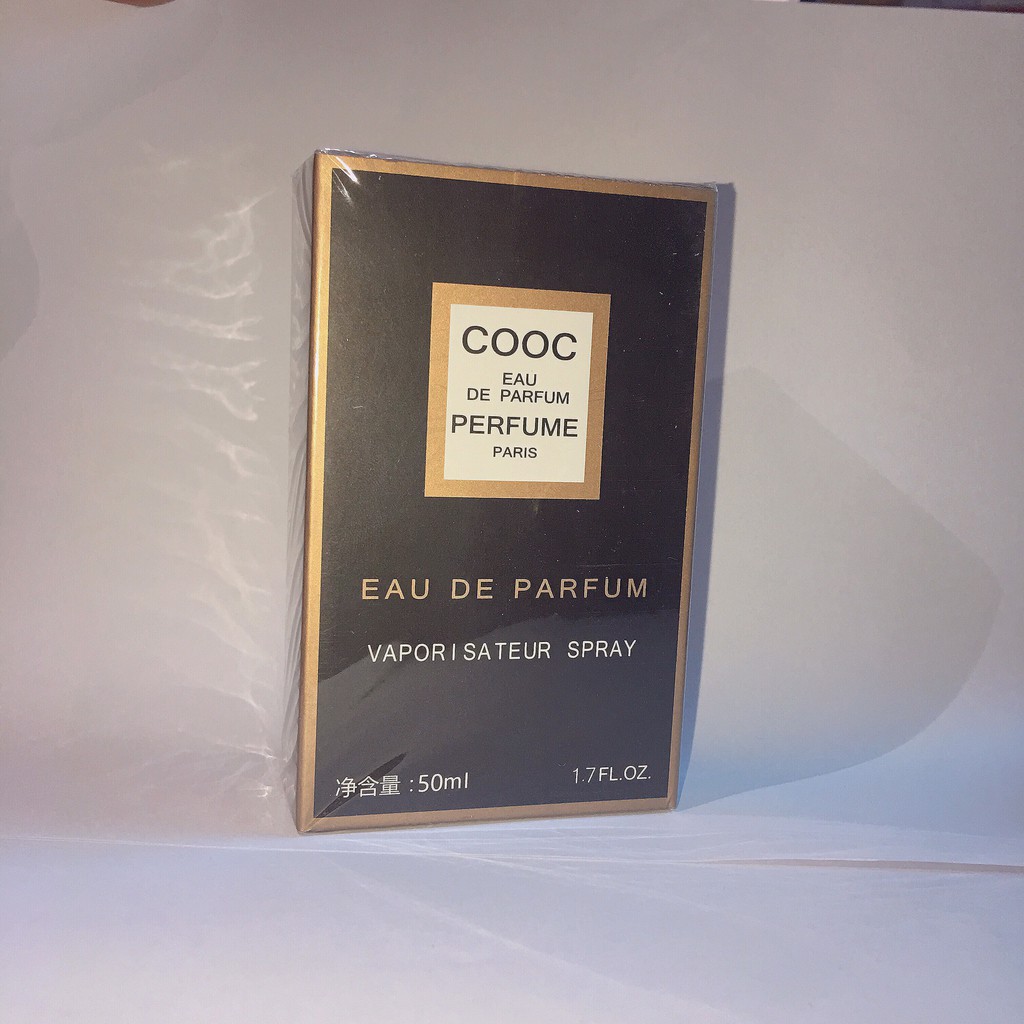 COOC
EAU
DE PARFUM
PERFUME
PARIS
EAU DE PARFUM
VAPORISATEUR SPRAY
净含量:50ml
1.7FL.OZ.